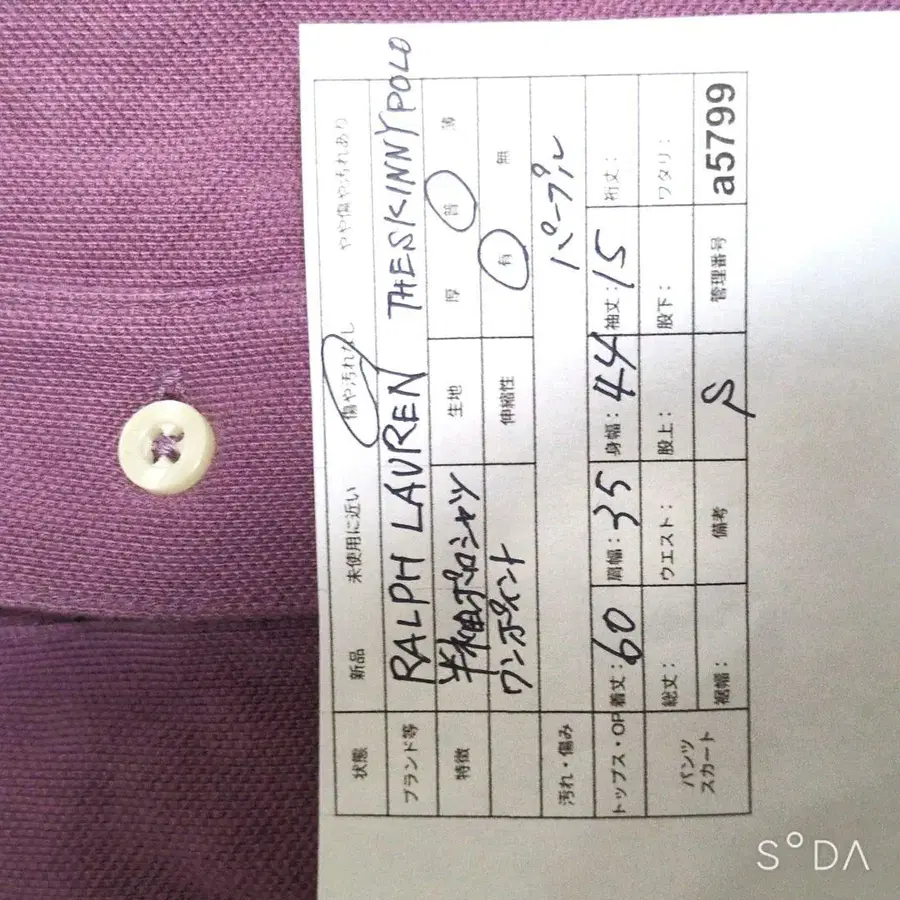 状態 新品 未使用に近い 傷や汚れなし やや傷や汚れあり
ブランド等 RALPH LAUREN THESKINNYPOLO
特徴 半袖ポロシャツ 生地 厚 普 薄
ワンポイント 伸縮性 有 無
汚れ・傷み パープル
トップス・OP 着丈:60 肩幅:35 身幅:44 袖丈:15 裄丈:
パンツ スカート 総丈: ウエスト: 股上: 股下: ワタリ:
裾幅: 備考 S 管理番号 a5799
SODA